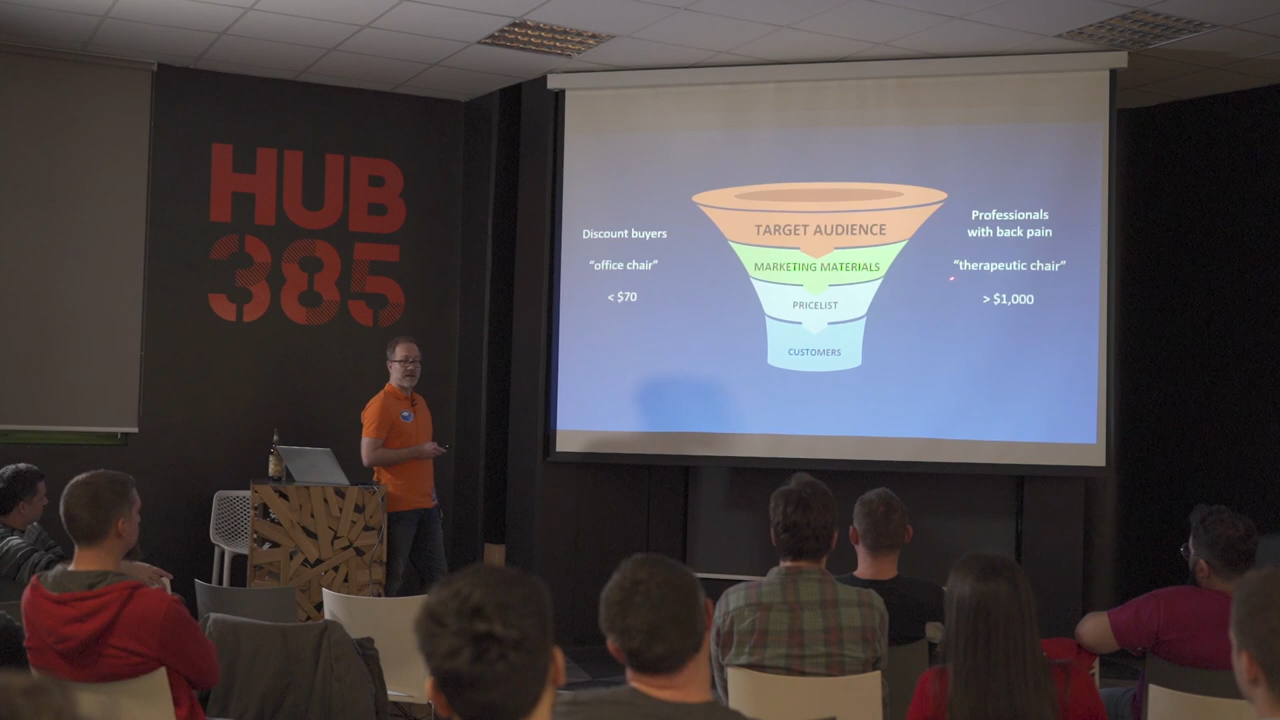 HUB
385
Discount buyers
"office chair"
< $70
TARGET AUDIENCE
MARKETING MATERIALS
PRICELIST
CUSTOMERS
Professionals
with back pain
"therapeutic chair"
> $1,000